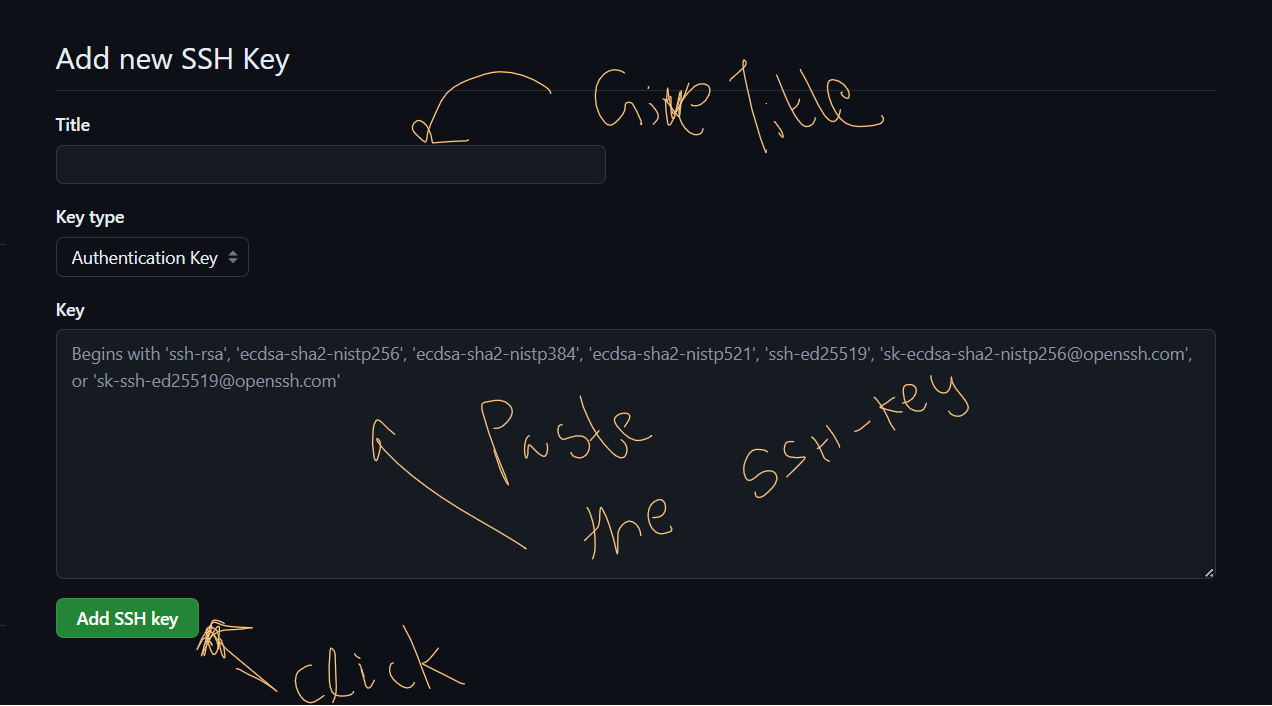 Add new SSH Key
Give Title
Title
Key type
Authentication Key
Key
Begins with 'ssh-rsa', 'ecdsa-sha2-nistp256', 'ecdsa-sha2-nistp384', 'ecdsa-sha2-nistp521', 'ssh-ed25519', 'sk-ecdsa-sha2-nistp256@openssh.com',
or 'sk-ssh-ed25519@openssh.com'
Paste
the
SSH-Key
Add SSH key
click